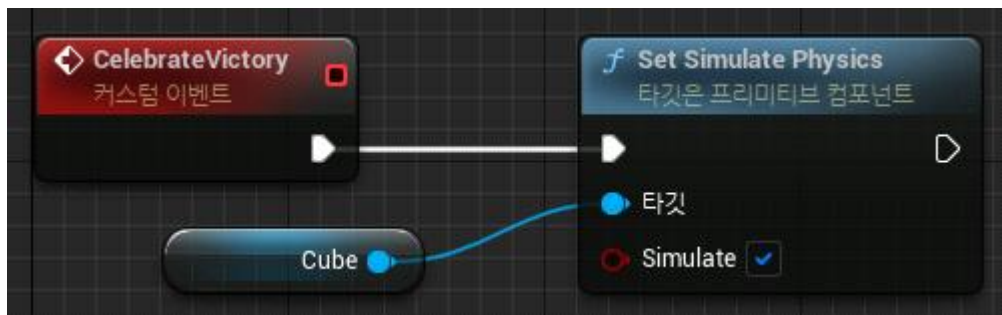 CelebrateVictory
커스텀 이벤트
Set Simulate Physics
타깃은 프리미티브 컴포넌트
타깃
Cube
Simulate